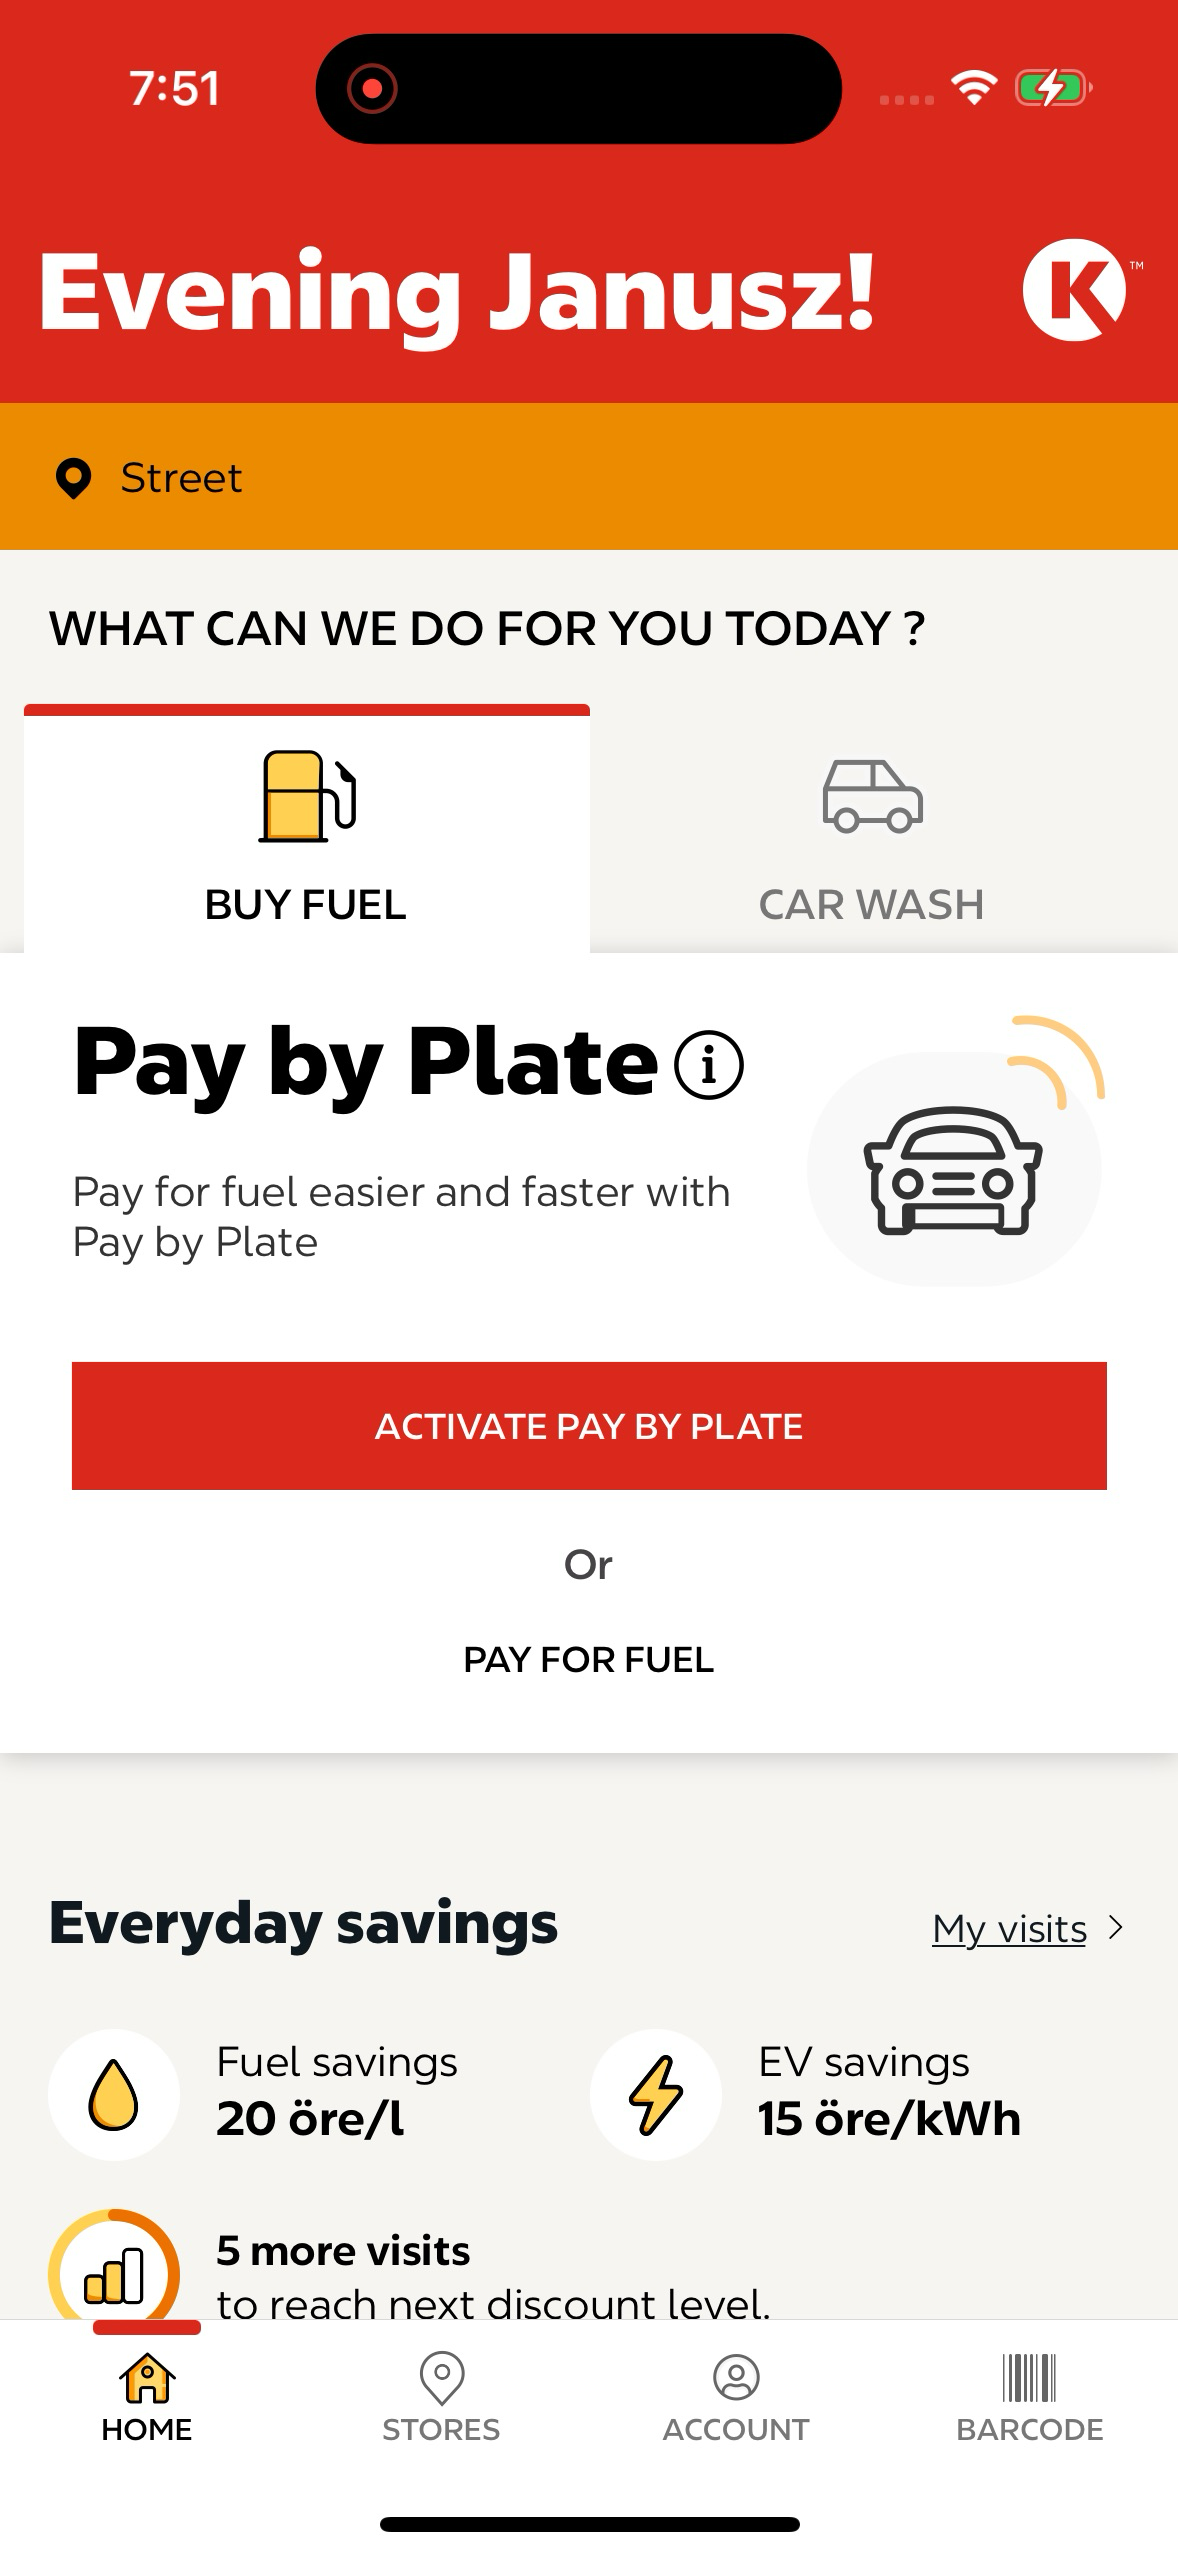 7:51
Evening Janusz!
K™
Street
WHAT CAN WE DO FOR YOU TODAY ?
BUY FUEL
CAR WASH
Pay by Plate
Pay for fuel easier and faster with
Pay by Plate
ACTIVATE PAY BY PLATE
Or
PAY FOR FUEL
Everyday savings
My visits
Fuel savings
20 öre/l
EV savings
15 öre/kWh
5 more visits
to reach next discount level.
HOME
STORES
ACCOUNT
BARCODE